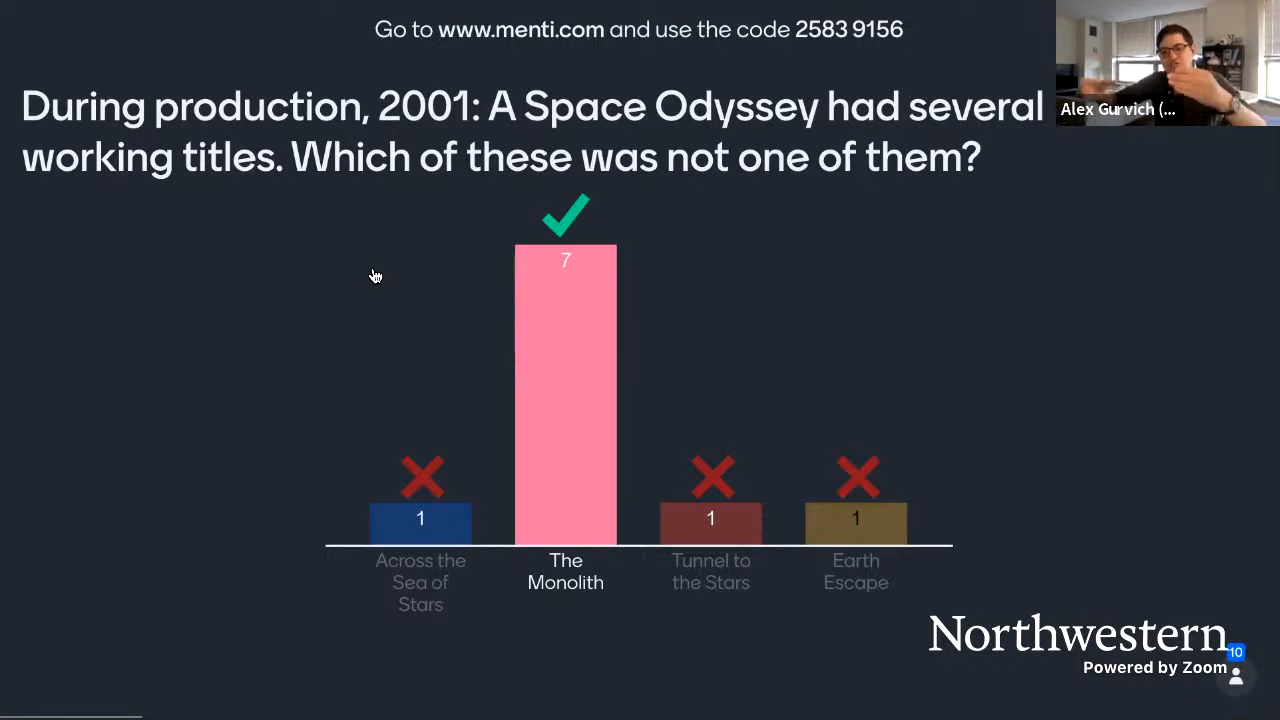 Go to www.menti.com and use the code 2583 9156
During production, 2001: A Space Odyssey had several
working titles. Which of these was not one of them?
Alex Gurvich (...
7
1
1
1
Across the
Sea of
Stars
The
Monolith
Tunnel to
the Stars
Earth
Escape
Northwestern
Powered by Zoom
10